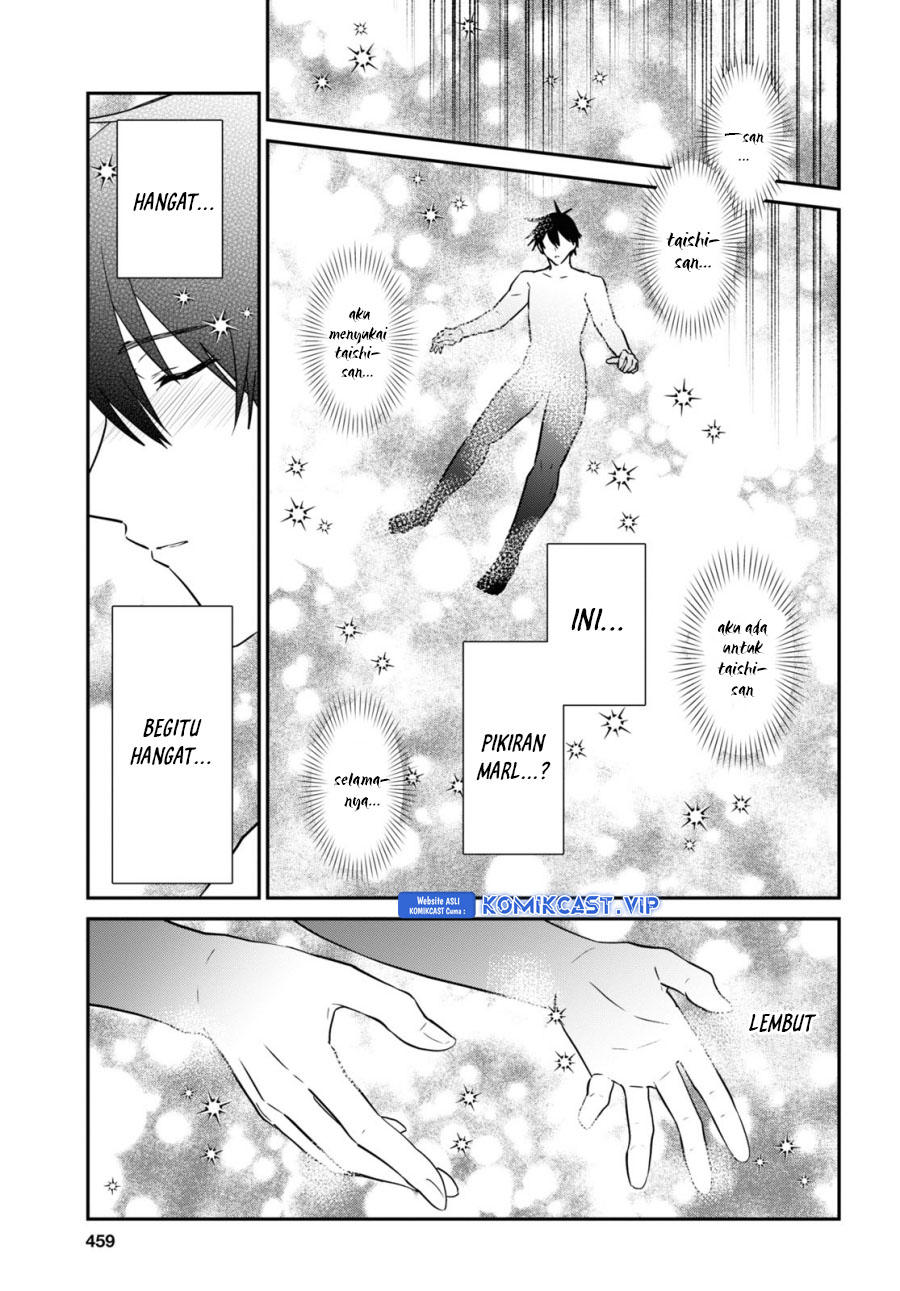 —san
...
taishi-
san...
aku
menyukai
taishi-
san...
INI...
PIKIRAN
MARL...?
aku ada
untuk
taishi-
san
selama-
nya...
HANGAT...
BEGITU
HANGAT...
Website ASLI
KOMIKCAST Cuma :
KOMIKCAST.VIP
LEMBUT
459